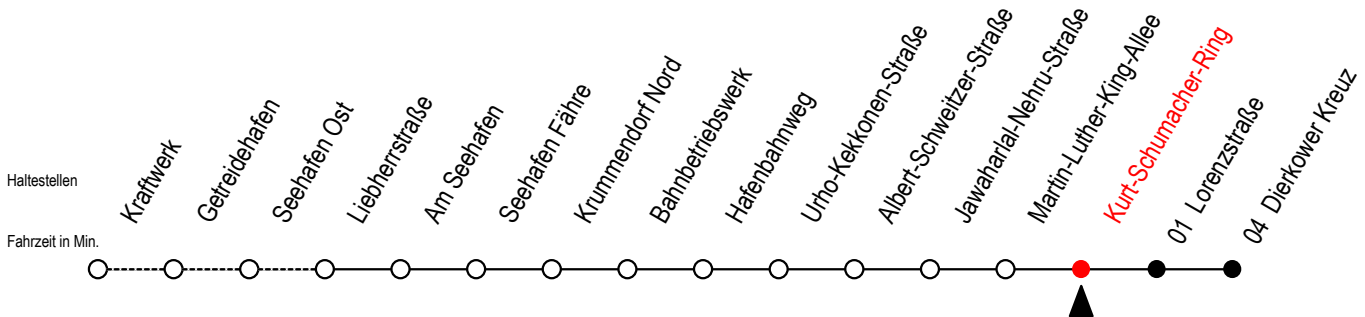 Haltestellen
Fahrzeit in Min.
Kraftwerk
Getreidehafen
Seehafen Ost
Liebherrstraße
Am Seehafen
Seehafen Fähre
Krummendorf Nord
Bahnbetriebswerk
Hafenbahnweg
Urho-Kekkonen-Straße
Albert-Schweitzer-Straße
Jawaharlal-Nehru-Straße
Martin-Luther-King-Allee
Kurt-Schumacher-Ring
01 Lorenzstraße
04 Dierkower Kreuz